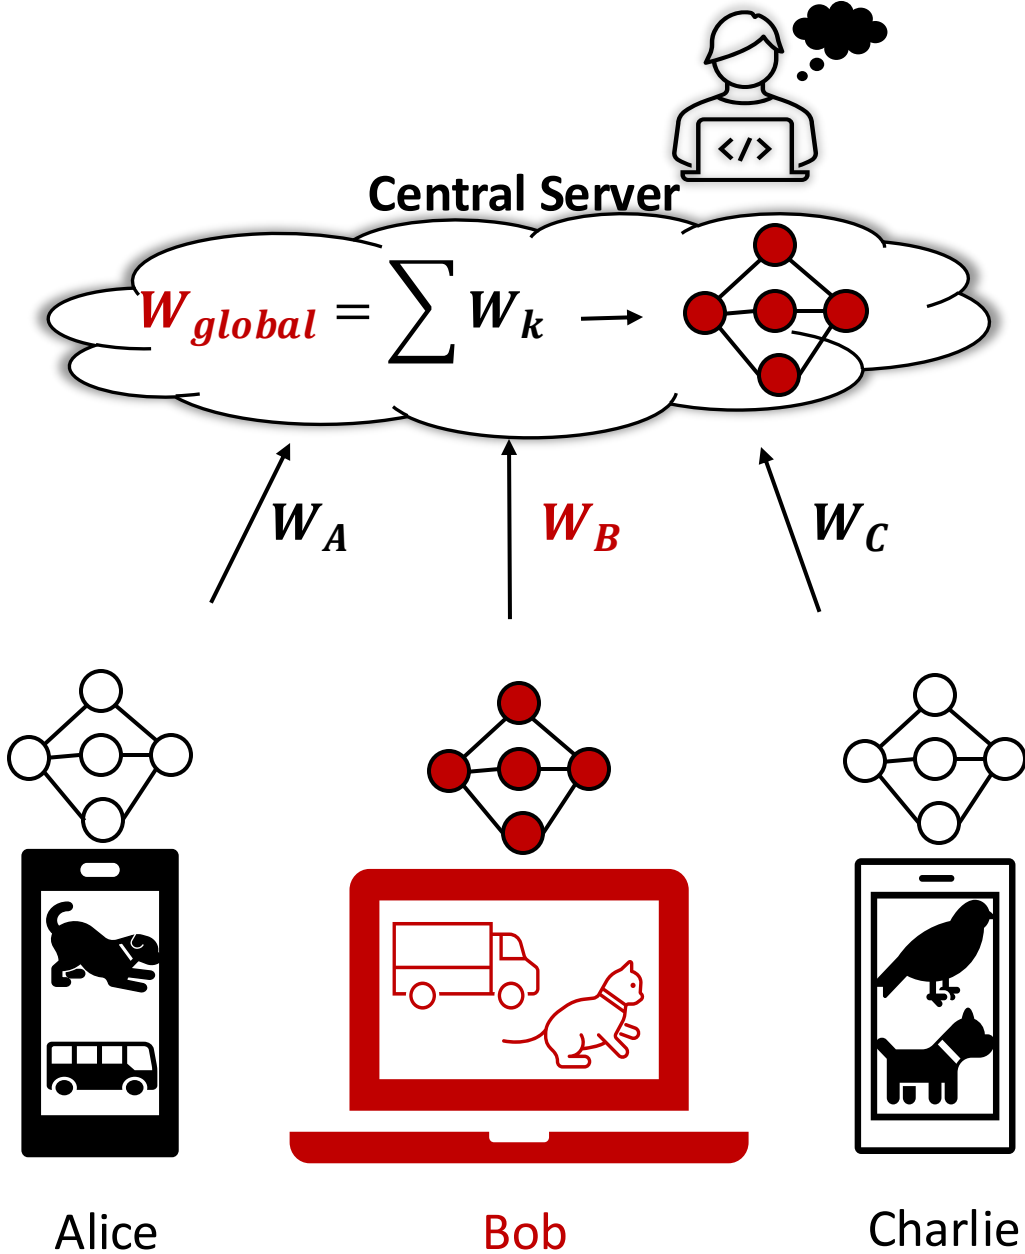 </>
Central Server
W_global = ∑ W_k
W_A
W_B
W_C
Alice
Bob
Charlie